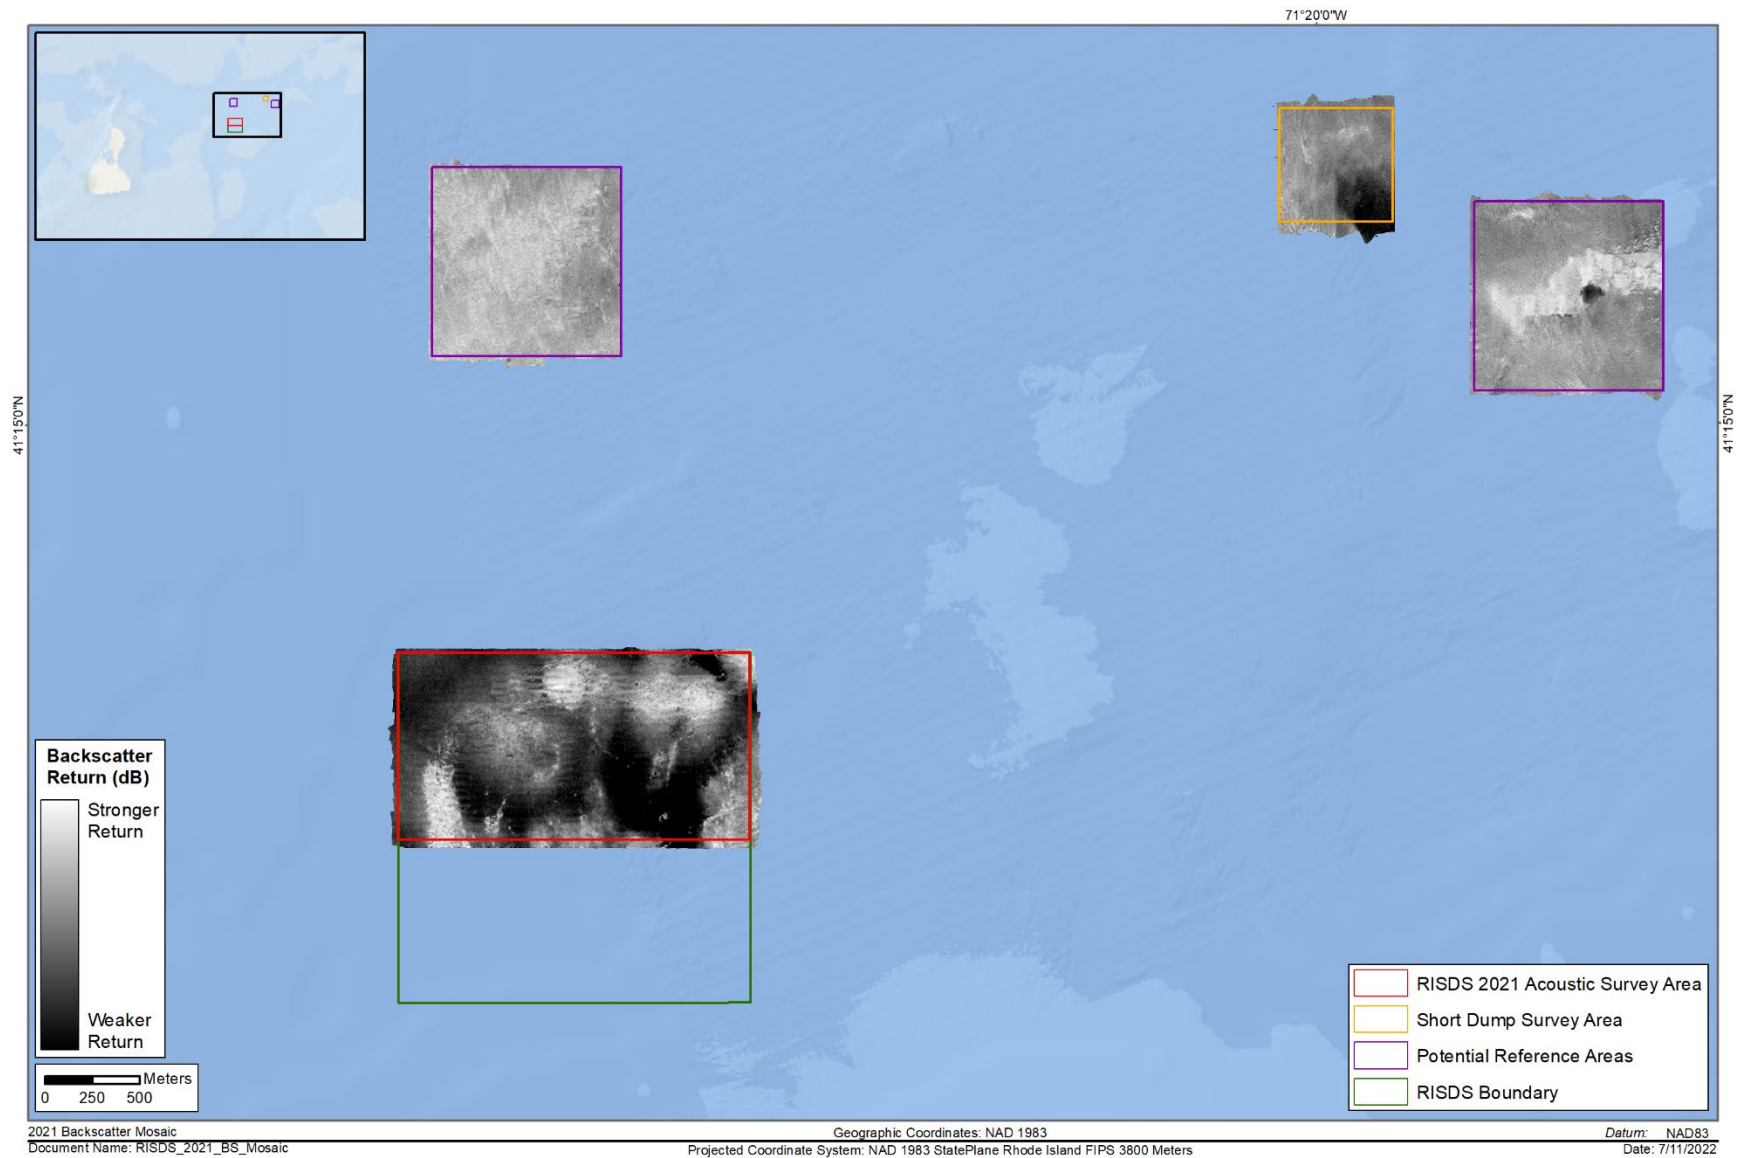 71°20'0"W
41°15'0"N
41°15'0"N
Backscatter
Return (dB)
Stronger
Return
Weaker
Return
Meters
0 250 500
RISDS 2021 Acoustic Survey Area
Short Dump Survey Area
Potential Reference Areas
RISDS Boundary
2021 Backscatter Mosaic
Geographic Coordinates: NAD 1983
Datum: NAD83
Document Name: RISDS_2021_BS_Mosaic
Projected Coordinate System: NAD 1983 StatePlane Rhode Island FIPS 3800 Meters
Date: 7/11/2022